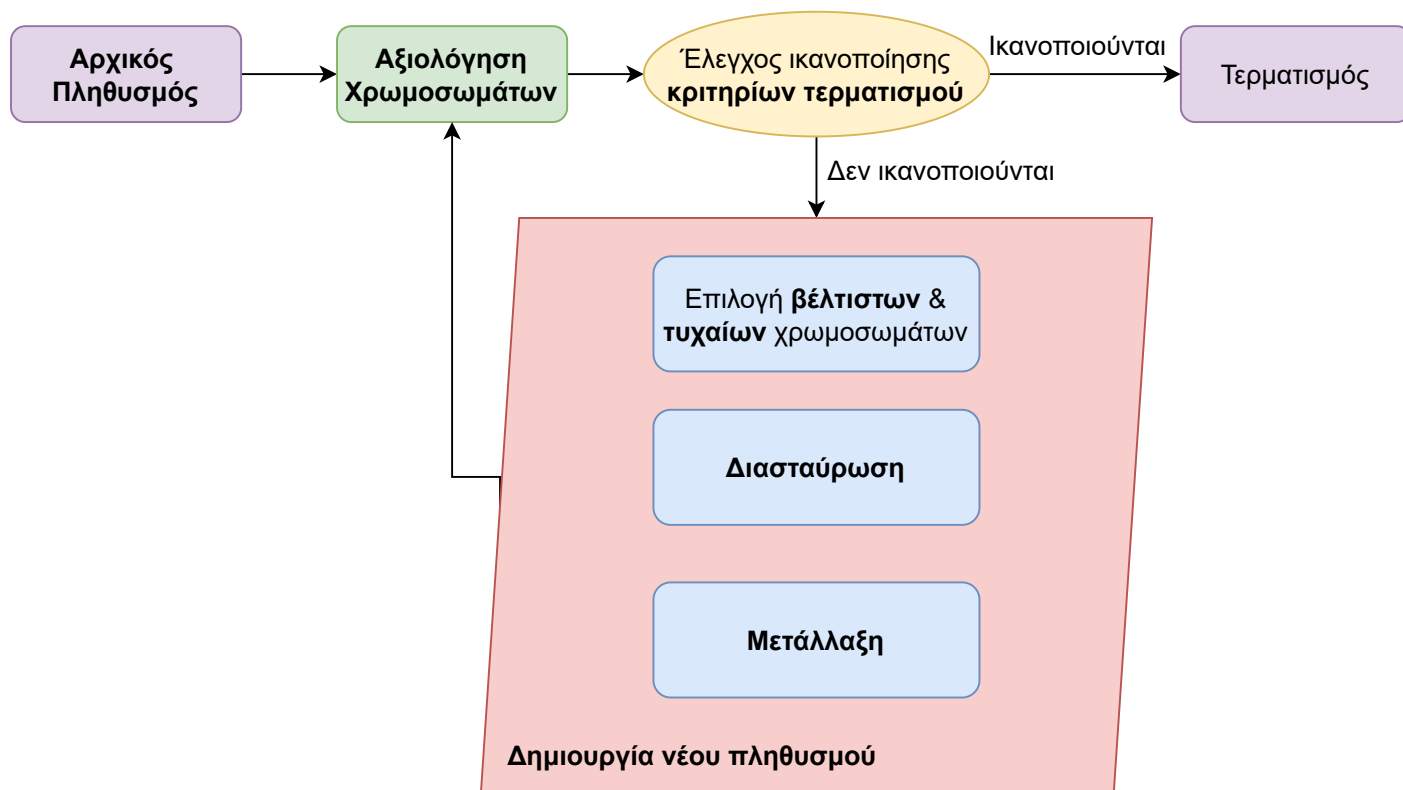 Αρχικός
Πληθυσμός
Αξιολόγηση
Χρωμοσωμάτων
Έλεγχος ικανοποίησης
κριτηρίων τερματισμού
Ικανοποιούνται
Τερματισμός
Δεν ικανοποιούνται
Επιλογή βέλτιστων &
τυχαίων χρωμοσωμάτων
Διασταύρωση
Μετάλλαξη
Δημιουργία νέου πληθυσμού